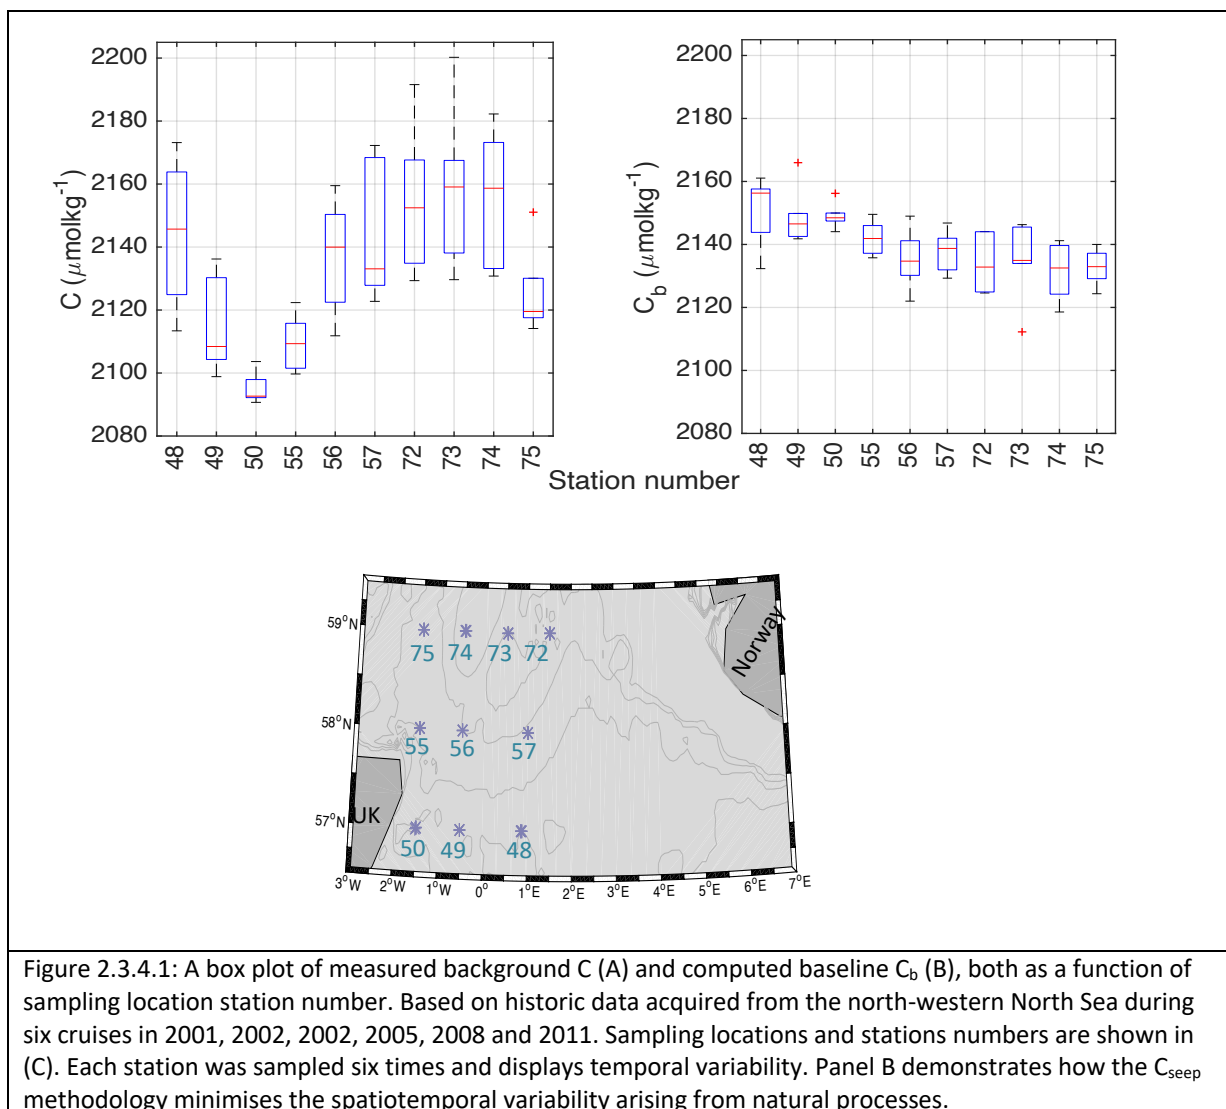 2200
2180
2160
2140
2120
2100
2080
C (μmolkg⁻¹)
48 49 50 55 56 57 72 73 74 75
2200
2180
2160
2140
2120
2100
2080
C_b (μmolkg⁻¹)
48 49 50 55 56 57 72 73 74 75
Station number
59°N
58°N
57°N
75 74 73 72
55 56 57
50 49 48
Norway
UK
3°W 2°W 1°W 0° 1°E 2°E 3°E 4°E 5°E 6°E 7°E
Figure 2.3.4.1: A box plot of measured background C (A) and computed baseline C_b (B), both as a function of
sampling location station number. Based on historic data acquired from the north-western North Sea during
six cruises in 2001, 2002, 2002, 2005, 2008 and 2011. Sampling locations and stations numbers are shown in
(C). Each station was sampled six times and displays temporal variability. Panel B demonstrates how the C_seep
methodology minimises the spatiotemporal variability arising from natural processes.